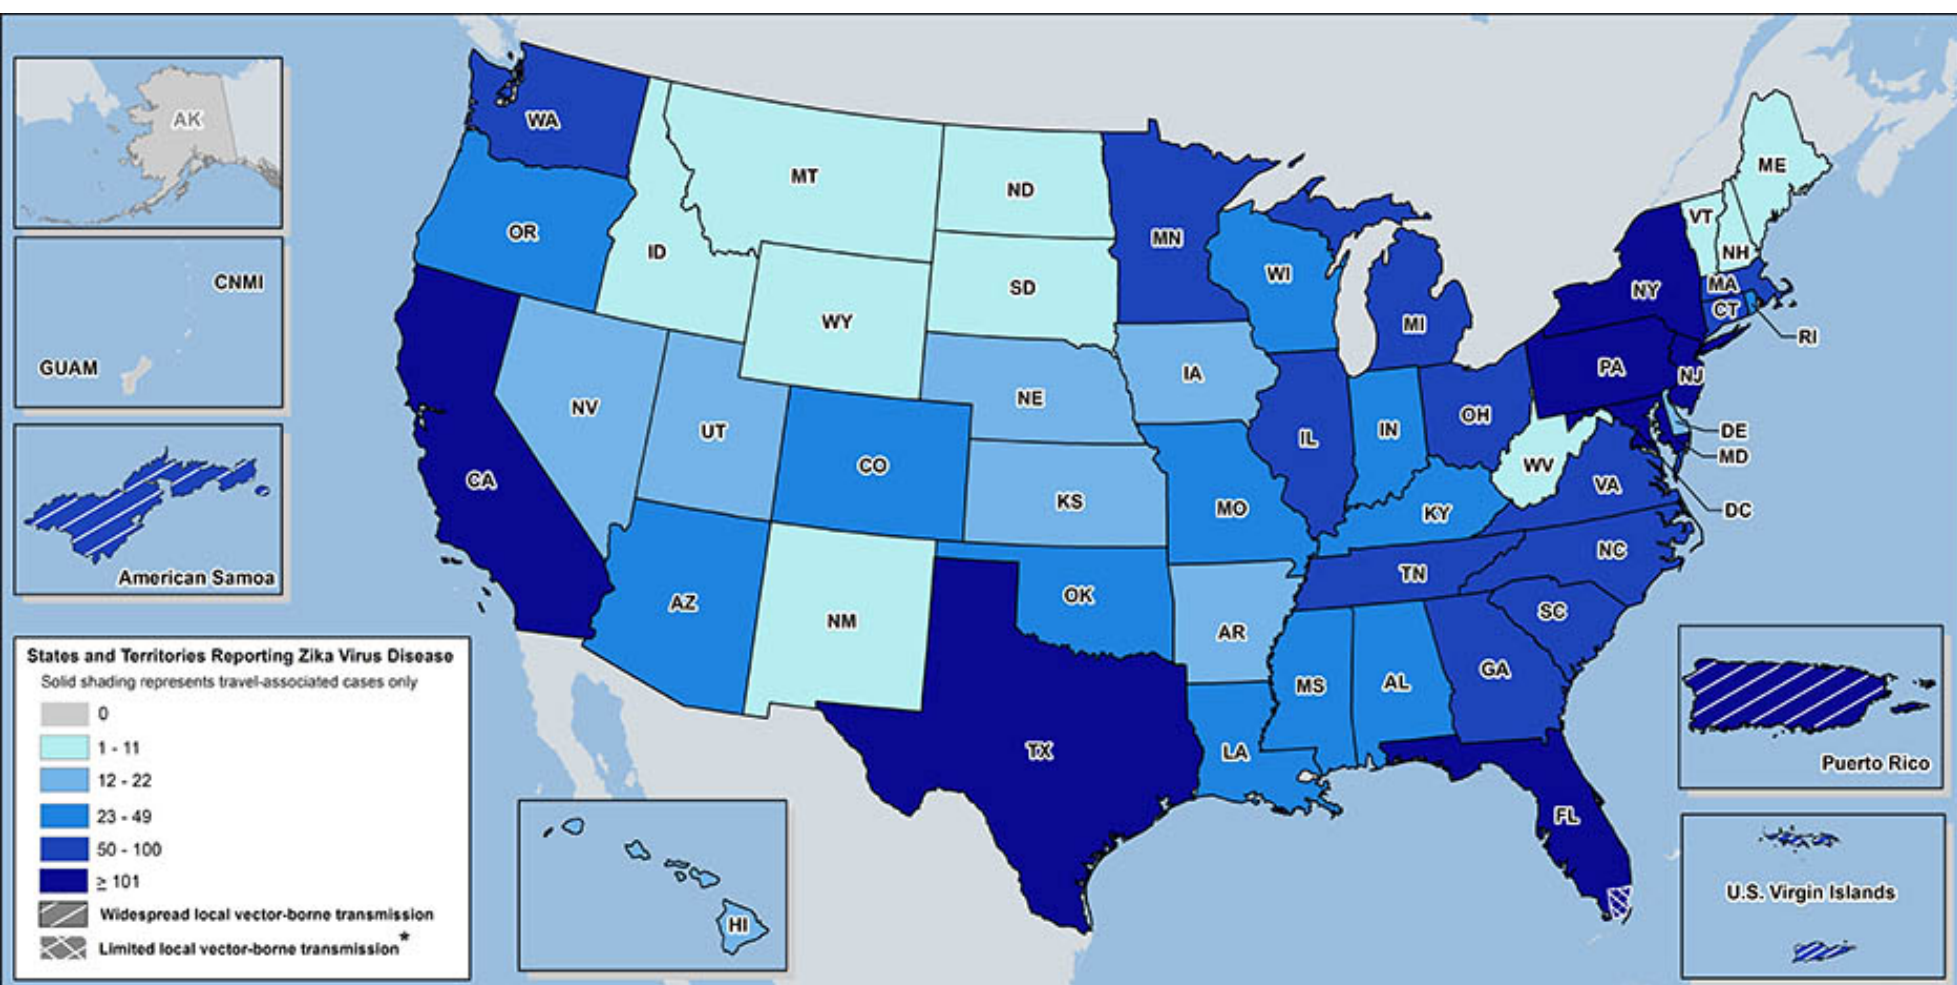 AK
CNMI
GUAM
American Samoa
States and Territories Reporting Zika Virus Disease
Solid shading represents travel-associated cases only
0
1 - 11
12 - 22
23 - 49
50 - 100
≥ 101
Widespread local vector-borne transmission
Limited local vector-borne transmission*
WA
MT
ND
MN
ME
VT
NH
OR
ID
SD
WI
MI
NY
MA
CT
RI
WY
IA
NE
PA
NJ
NV
UT
CO
KS
IL
IN
OH
DE
MD
WV
VA
DC
CA
MO
KY
NC
AZ
NM
OK
TN
AR
SC
MS
AL
GA
TX
LA
FL
HI
Puerto Rico
U.S. Virgin Islands